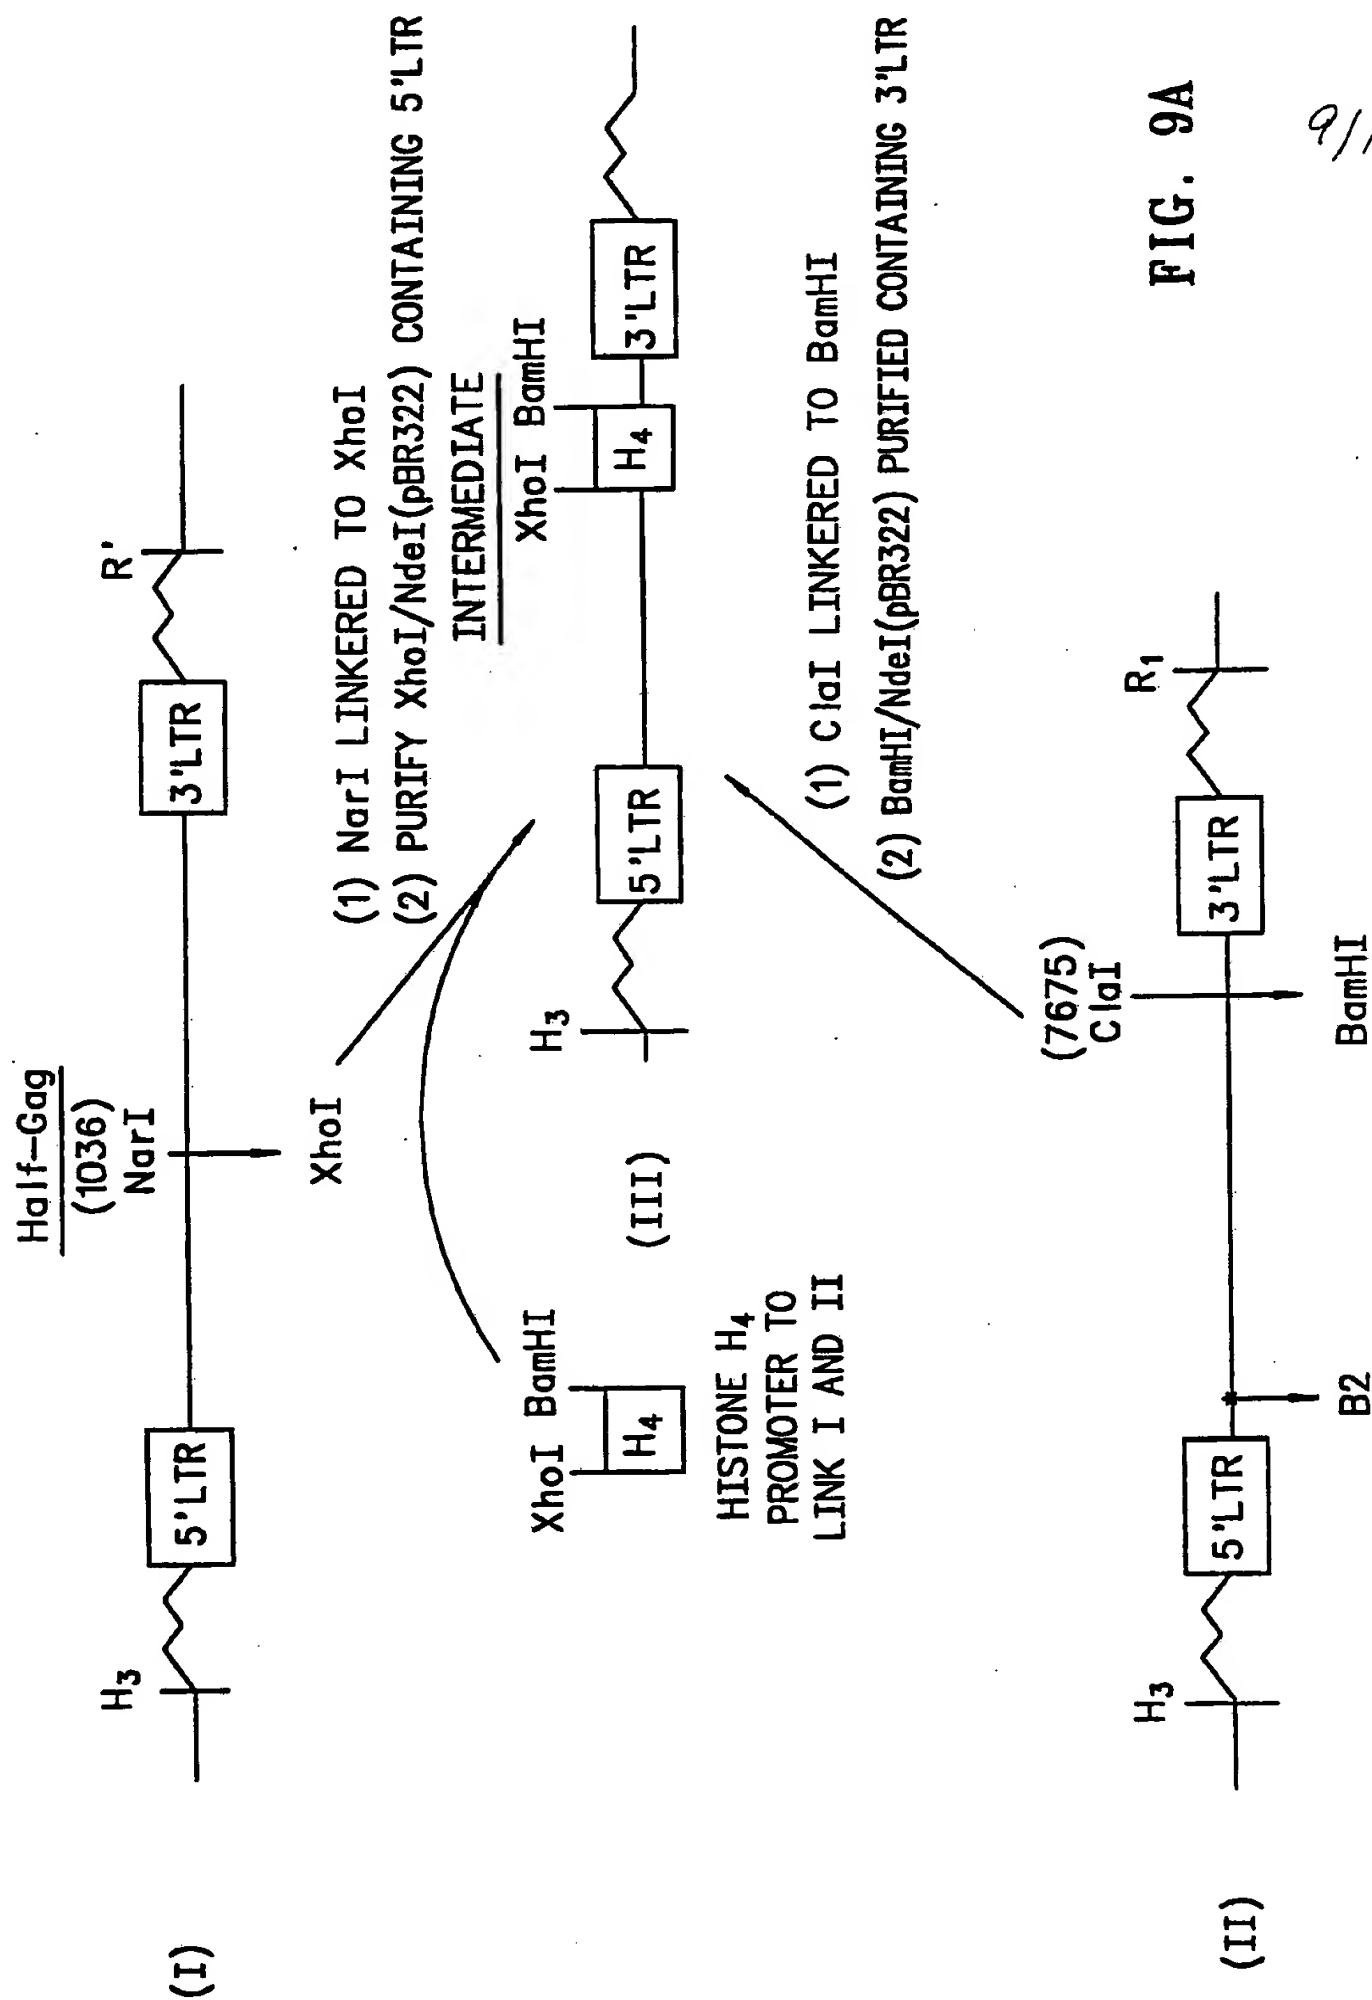 (I)
H3
5'LTR
Half-Gag
(1036)
NarI
XhoI
3'LTR
R'
(1) NarI LINKERED TO XhoI
(2) PURIFY XhoI/NdeI(pBR322) CONTAINING 5'LTR
INTERMEDIATE
XhoI BamHI
H4
HISTONE H4
PROMOTER TO
LINK I AND II
(III)
H3
5'LTR
XhoI BamHI
H4
3'LTR
(1) ClaI LINKERED TO BamHI
(2) BamHI/NdeI(pBR322) PURIFIED CONTAINING 3'LTR
(II)
H3
5'LTR
B2
(7675)
ClaI
BamHI
3'LTR
R1
FIG. 9A